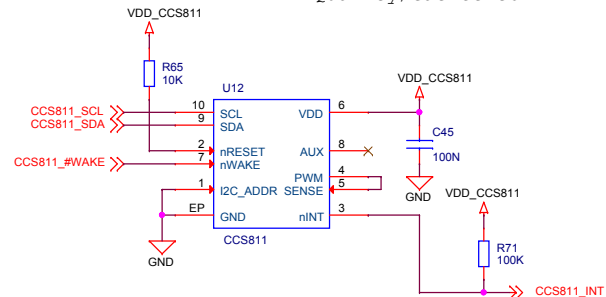 VDD_CCS811
R65
10K
U12
VDD_CCS811
CCS811_SCL
10
SCL
VDD
6
CCS811_SDA
9
SDA
C45
100N
2
nRESET
AUX
8
CCS811_#WAKE
7
nWAKE
PWM
4
1
I2C_ADDR
SENSE
5
GND
VDD_CCS811
EP
GND
nINT
3
CCS811
GND
R71
100K
CCS811_INT